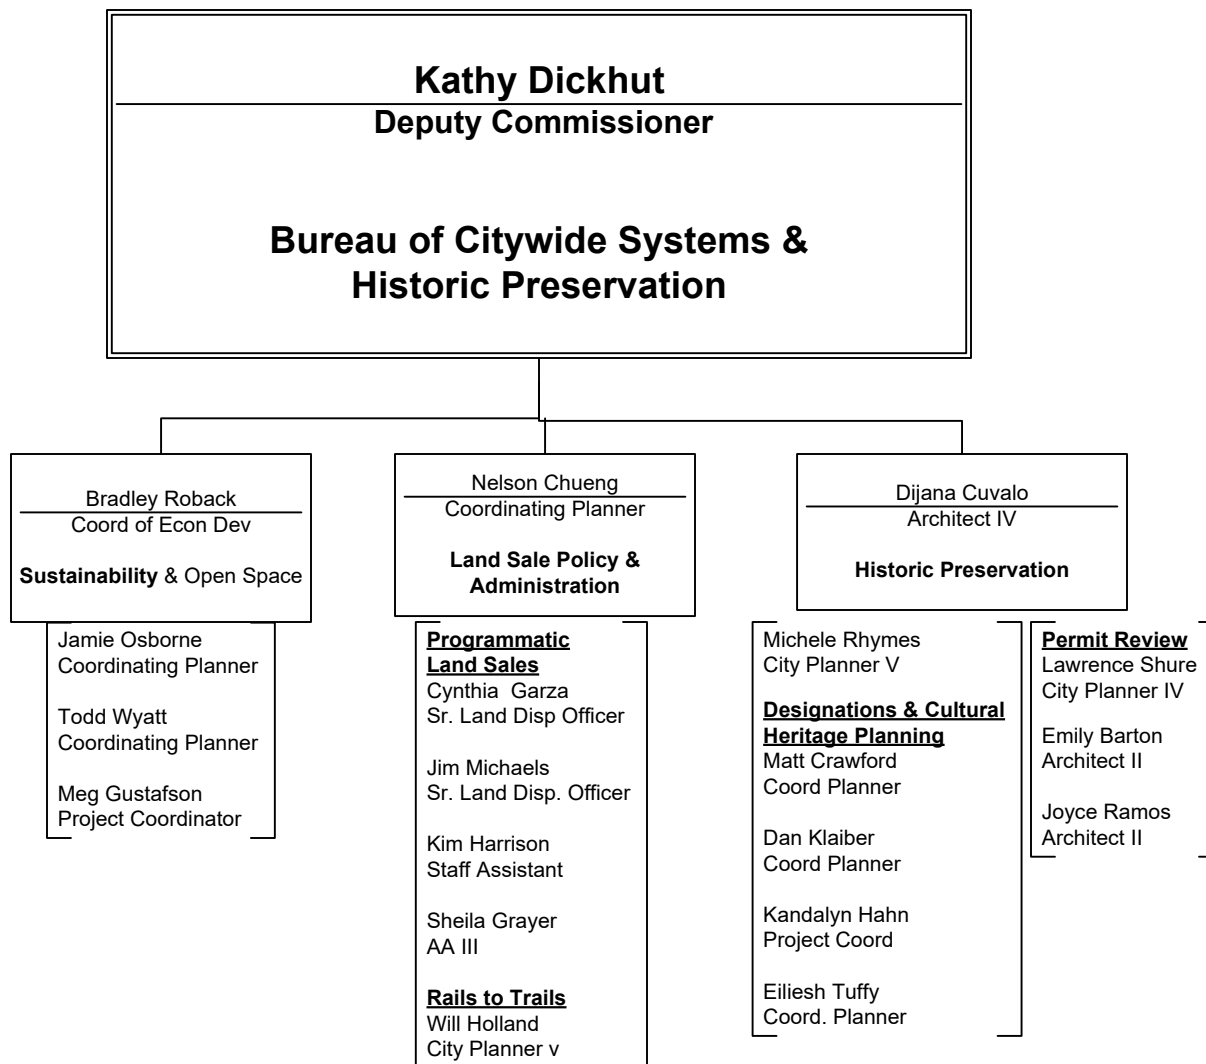 Kathy Dickhut
Deputy Commissioner
Bureau of Citywide Systems &
Historic Preservation
Bradley Roback
Coord of Econ Dev
Sustainability & Open Space
Jamie Osborne
Coordinating Planner
Todd Wyatt
Coordinating Planner
Meg Gustafson
Project Coordinator
Nelson Chueng
Coordinating Planner
Land Sale Policy &
Administration
Programmatic
Land Sales
Cynthia  Garza
Sr. Land Disp Officer
Jim Michaels
Sr. Land Disp. Officer
Kim Harrison
Staff Assistant
Sheila Grayer
AA III
Rails to Trails
Will Holland
City Planner v
Dijana Cuvalo
Architect IV
Historic Preservation
Michele Rhymes
City Planner V
Designations & Cultural
Heritage Planning
Matt Crawford
Coord Planner
Dan Klaiber
Coord Planner
Kandalyn Hahn
Project Coord
Eiliesh Tuffy
Coord. Planner
Permit Review
Lawrence Shure
City Planner IV
Emily Barton
Architect II
Joyce Ramos
Architect II